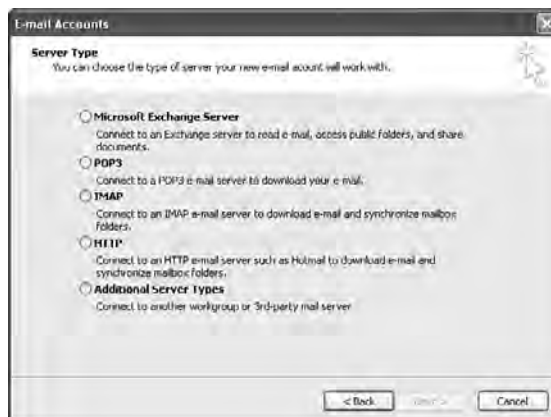 E-mail Accounts
Server Type
You can choose the type of server your new e-mail acount will work with.
Microsoft Exchange Server
Connect to an Exchange server to read e-mail, access public folders, and share
documents.
POP3
Connect to a POP3 e-mail server to download your e-mail.
IMAP
Connect to an IMAP e-mail server to download e-mail and synchronize mailbox
folders.
HTTP
Connect to an HTTP e-mail server such as Hotmail to download e-mail and
synchronize mailbox folders.
Additional Server Types
Connect to another workgroup or 3rd-party mail server
< Back
Next >
Cancel